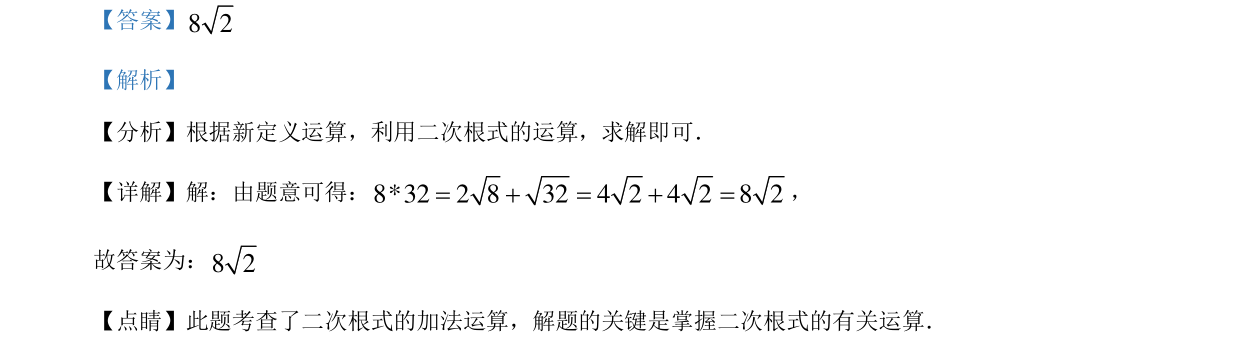 【答案】8√2
【解析】
【分析】根据新定义运算，利用二次根式的运算，求解即可．
【详解】解：由题意可得：8*32=2√8+√32=4√2+4√2=8√2，
故答案为：8√2
【点睛】此题考查了二次根式的加法运算，解题的关键是掌握二次根式的有关运算．